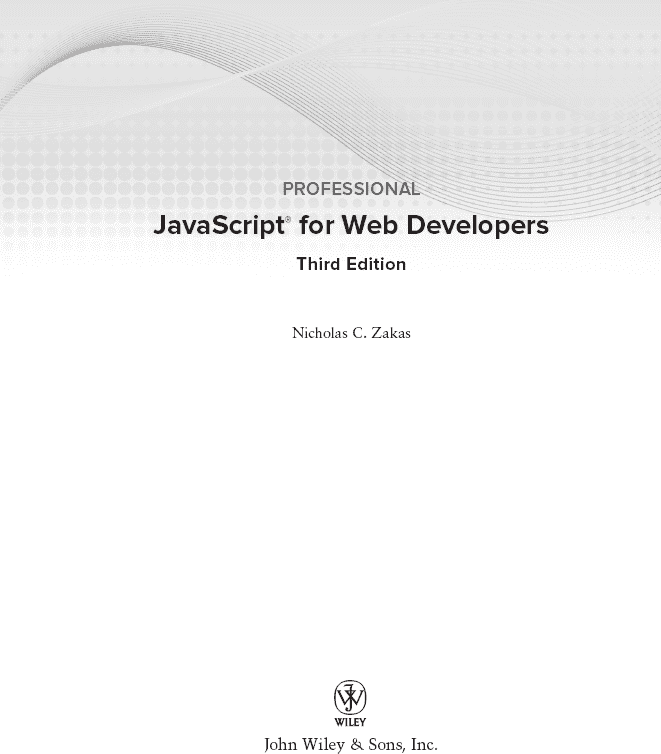 PROFESSIONAL
JavaScript® for Web Developers
Third Edition
Nicholas C. Zakas
WILEY
John Wiley & Sons, Inc.